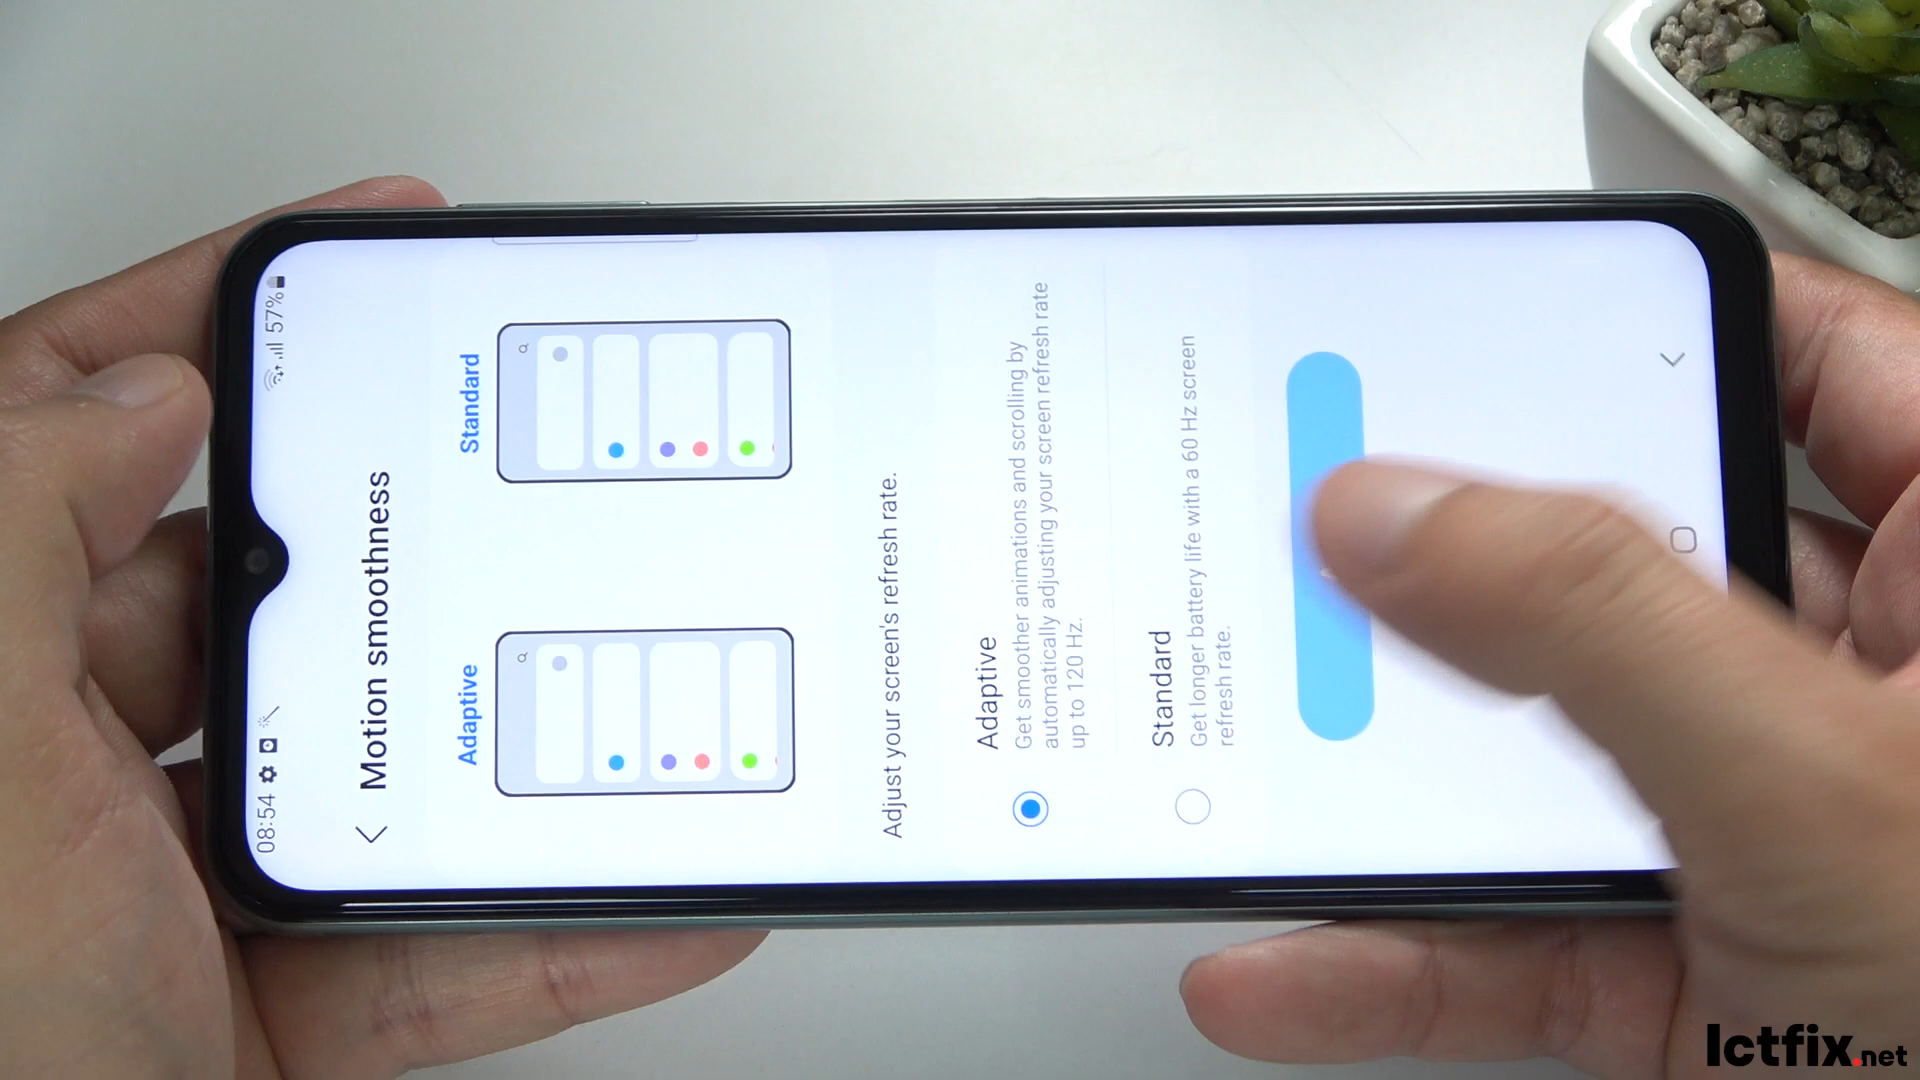 08:54
57%
Motion smoothness
Adaptive
Standard
Adjust your screen's refresh rate.
Adaptive
Get smoother animations and scrolling by
automatically adjusting your screen refresh rate
up to 120 Hz.
Standard
Get longer battery life with a 60 Hz screen
refresh rate.
Ictfix.net